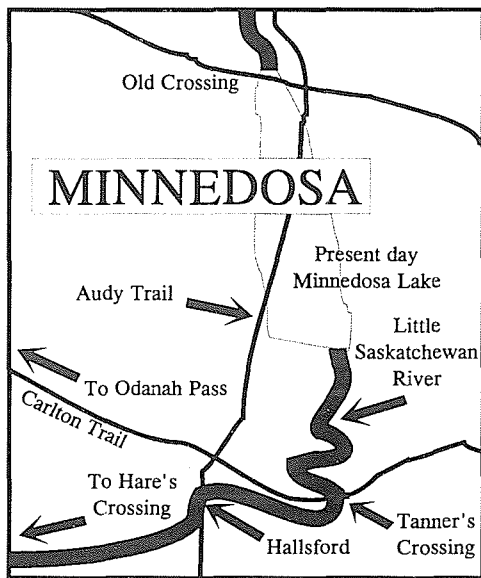 Old Crossing
MINNEDOSA
Present day
Minnedosa Lake
Audy Trail
Little
Saskatchewan
River
To Odanah Pass
Carlton Trail
To Hare's
Crossing
Hallsford
Tanner's
Crossing